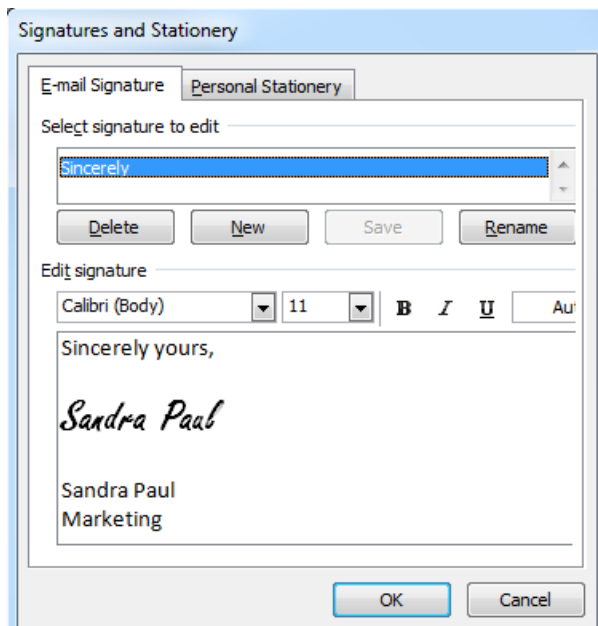 Signatures and Stationery
E-mail Signature Personal Stationery
Select signature to edit
Sincerely
Delete New Save Rename
Edit signature
Calibri (Body) 11 B I U Aut
Sincerely yours,
Sandra Paul
Sandra Paul
Marketing
OK Cancel